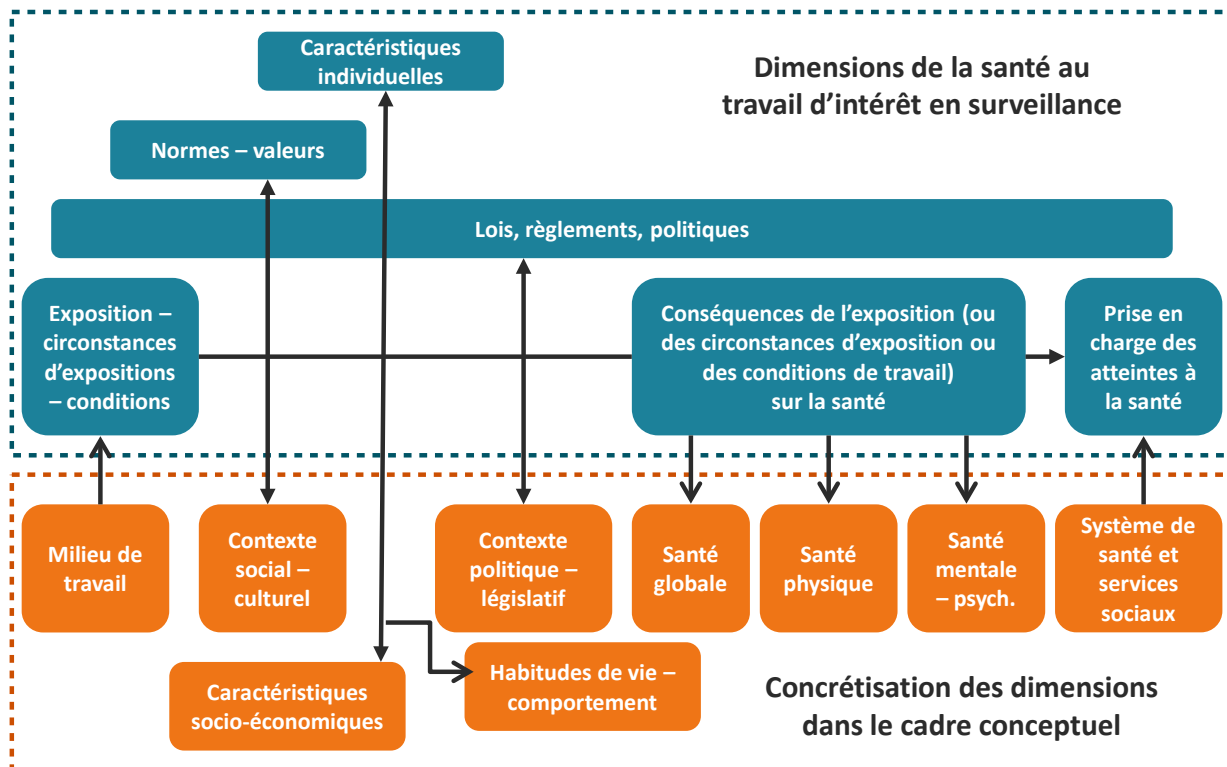 Caractéristiques
individuelles
Dimensions de la santé au
travail d'intérêt en surveillance
Normes – valeurs
Lois, règlements, politiques
Exposition –
circonstances
d'expositions
– conditions
Conséquences de l'exposition (ou
des circonstances d'exposition ou
des conditions de travail)
sur la santé
Prise en
charge des
atteintes à
la santé
Milieu de
travail
Contexte
social –
culturel
Contexte
politique –
législatif
Santé
globale
Santé
physique
Santé
mentale
– psych.
Système de
santé et
services
sociaux
Caractéristiques
socio-économiques
Habitudes de vie –
comportement
Concrétisation des dimensions
dans le cadre conceptuel